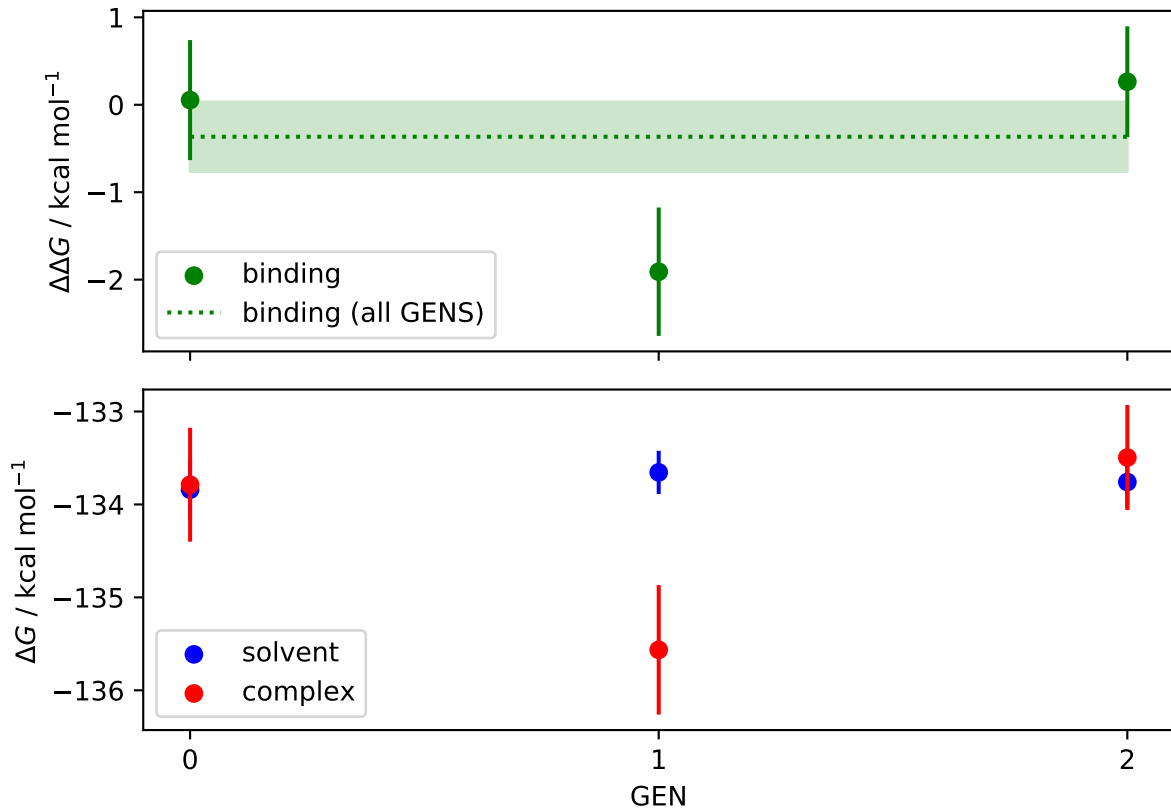 1
0
−1
−2
ΔΔG / kcal mol⁻¹
binding
binding (all GENS)
−133
−134
−135
−136
ΔG / kcal mol⁻¹
solvent
complex
0 1 2
GEN